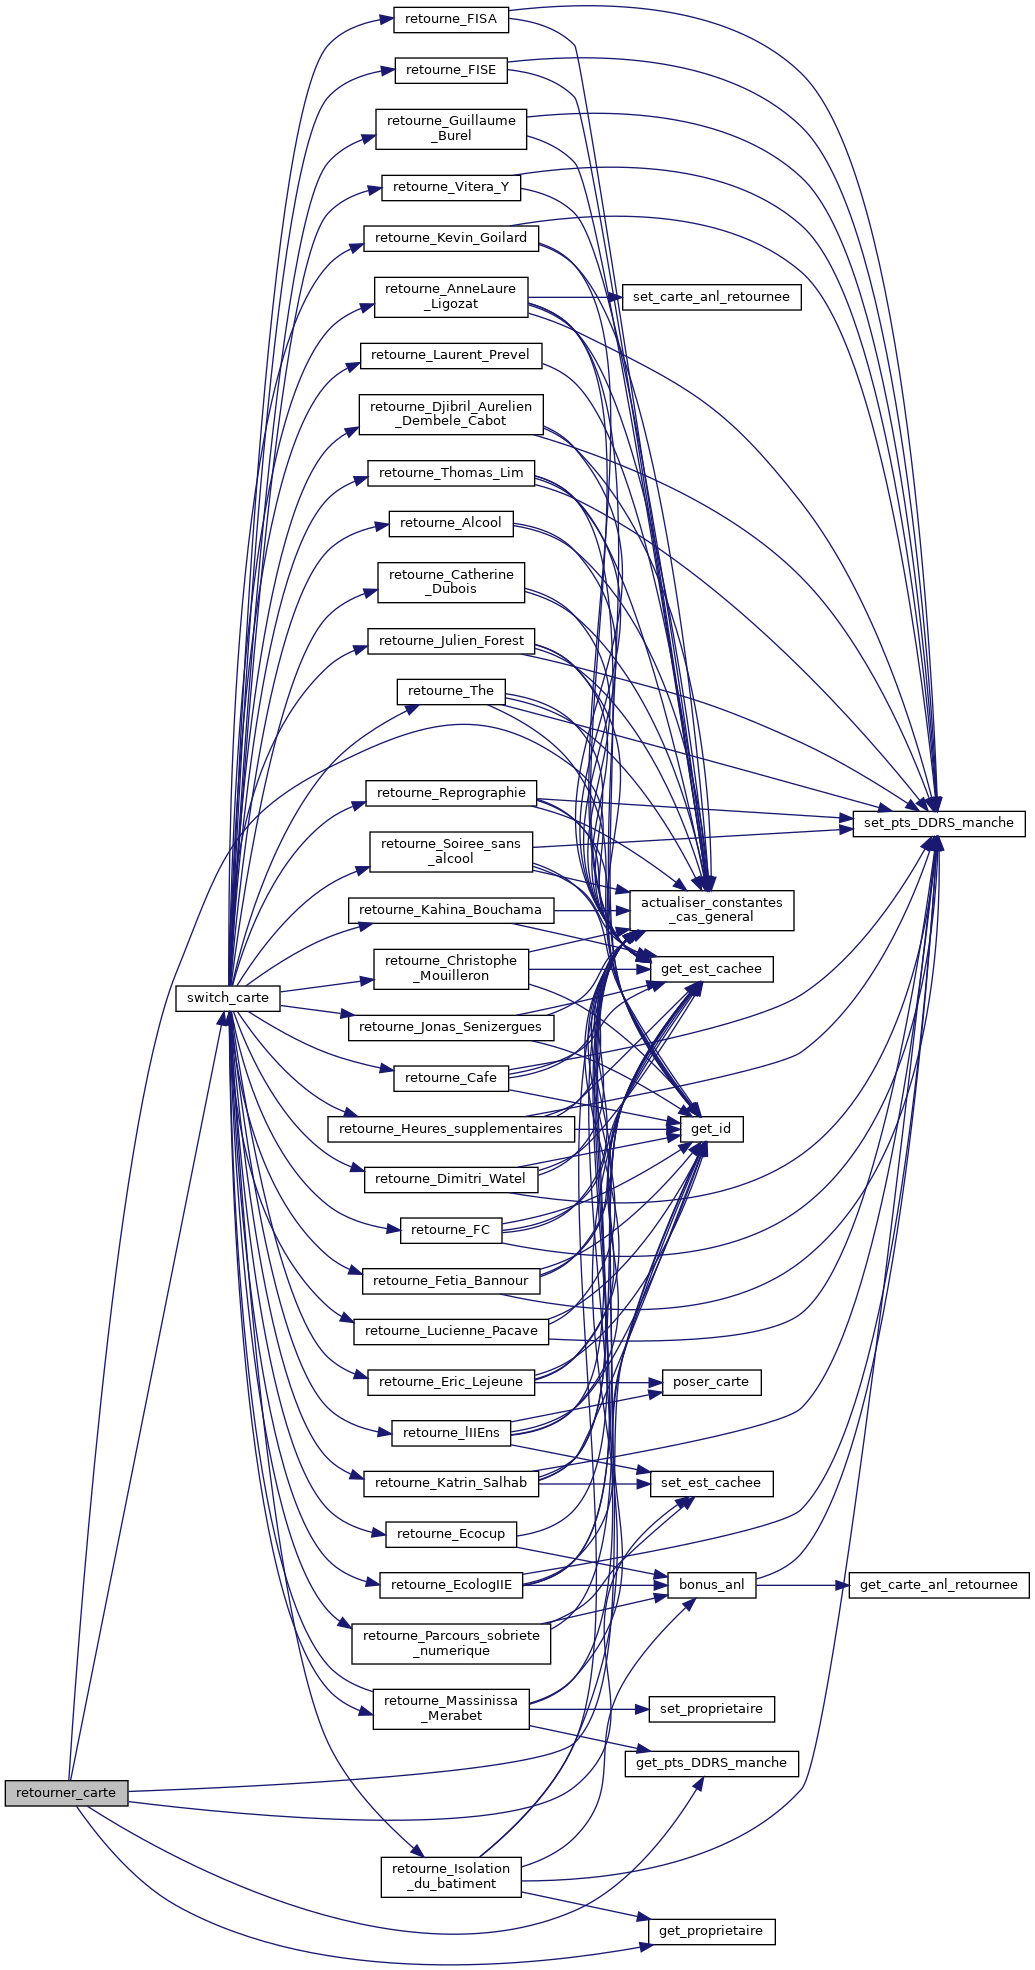 retourne_FISA
retourne_FISE
retourne_Guillaume
_Burel
retourne_Vitera_Y
retourne_Kevin_Goilard
retourne_AnneLaure
_Ligozat
set_carte_anl_retournee
retourne_Laurent_Prevel
retourne_Djibril_Aurelien
_Dembele_Cabot
retourne_Thomas_Lim
retourne_Alcool
retourne_Catherine
_Dubois
retourne_Julien_Forest
retourne_The
retourne_Reprographie
set_pts_DDRS_manche
retourne_Soiree_sans
_alcool
retourne_Kahina_Bouchama
actualiser_constantes
_cas_general
retourne_Christophe
_Mouilleron
get_est_cachee
switch_carte
retourne_Jonas_Senizergues
retourne_Cafe
retourne_Heures_supplementaires
get_id
retourne_Dimitri_Watel
retourne_FC
retourne_Fetia_Bannour
retourne_Lucienne_Pacave
retourne_Eric_Lejeune
poser_carte
retourne_lIIEns
retourne_Katrin_Salhab
set_est_cachee
retourne_Ecocup
retourne_EcologIIE
bonus_anl
get_carte_anl_retournee
retourne_Parcours_sobriete
_numerique
retourne_Massinissa
_Merabet
set_proprietaire
get_pts_DDRS_manche
retourner_carte
retourne_Isolation
_du_batiment
get_proprietaire